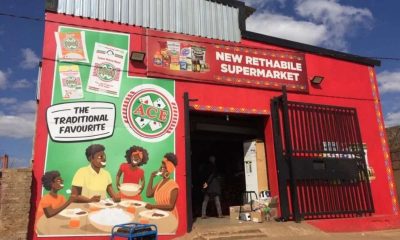 THE
TRADITIONAL
FAVOURITE
ACE
NEW RETHABILE
SUPERMARKET